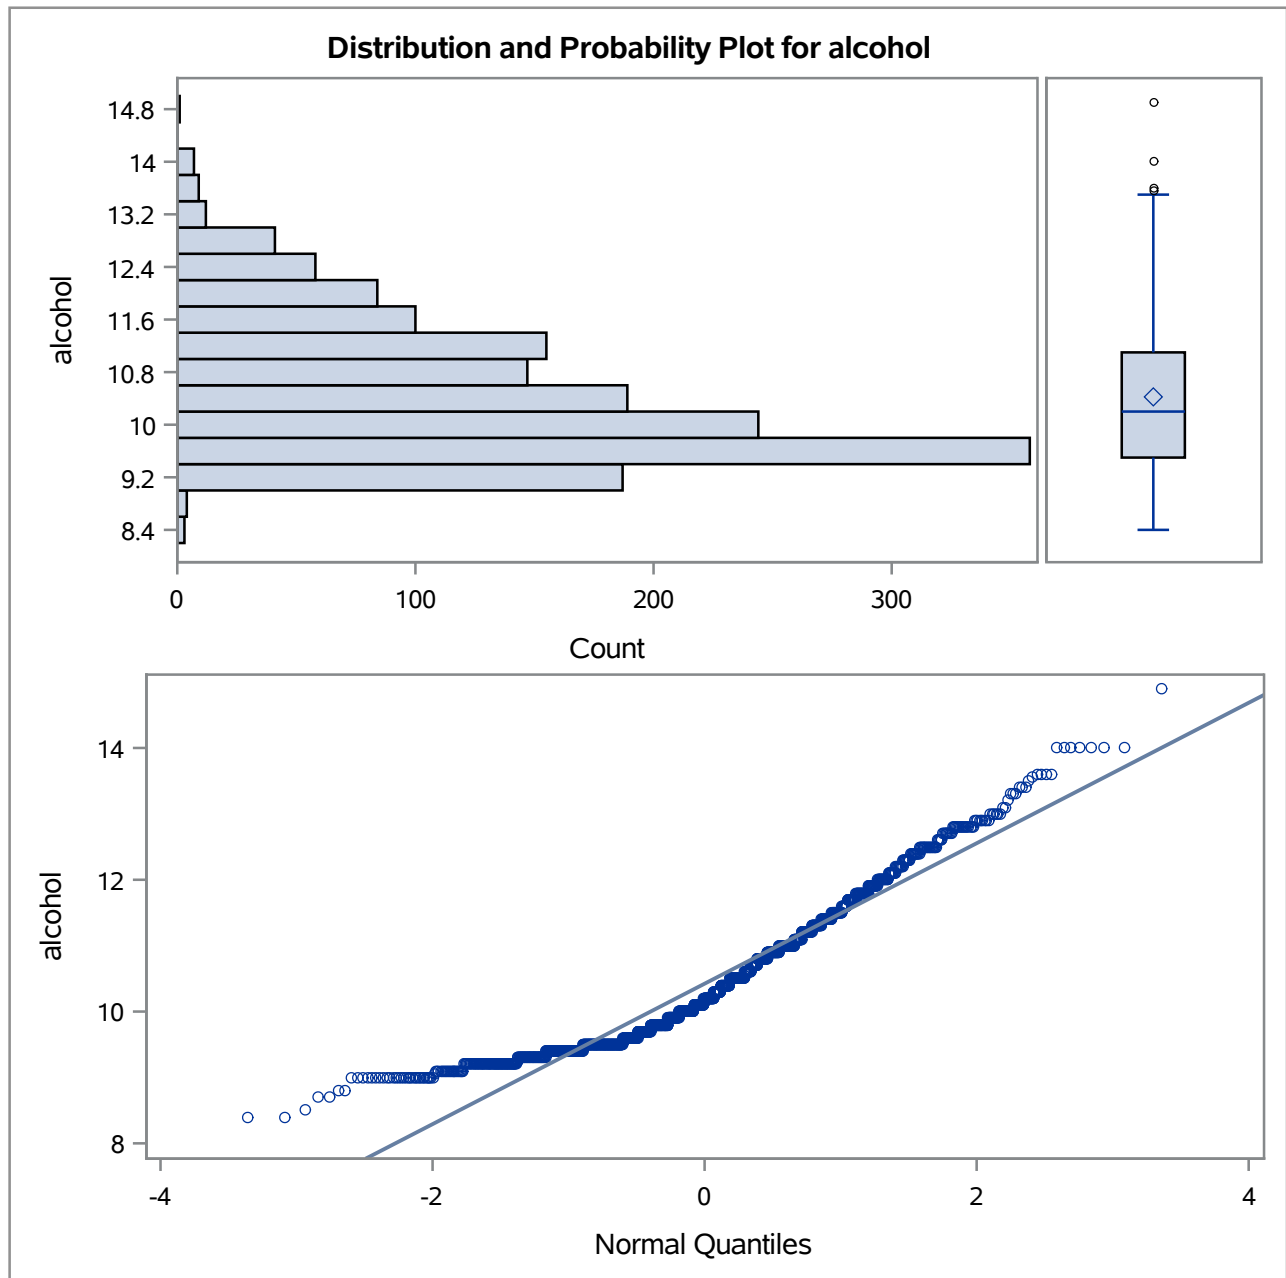 Distribution and Probability Plot for alcohol
alcohol
14.8
14
13.2
12.4
11.6
10.8
10
9.2
8.4
0 100 200 300
Count
alcohol
14
12
10
8
-4 -2 0 2 4
Normal Quantiles